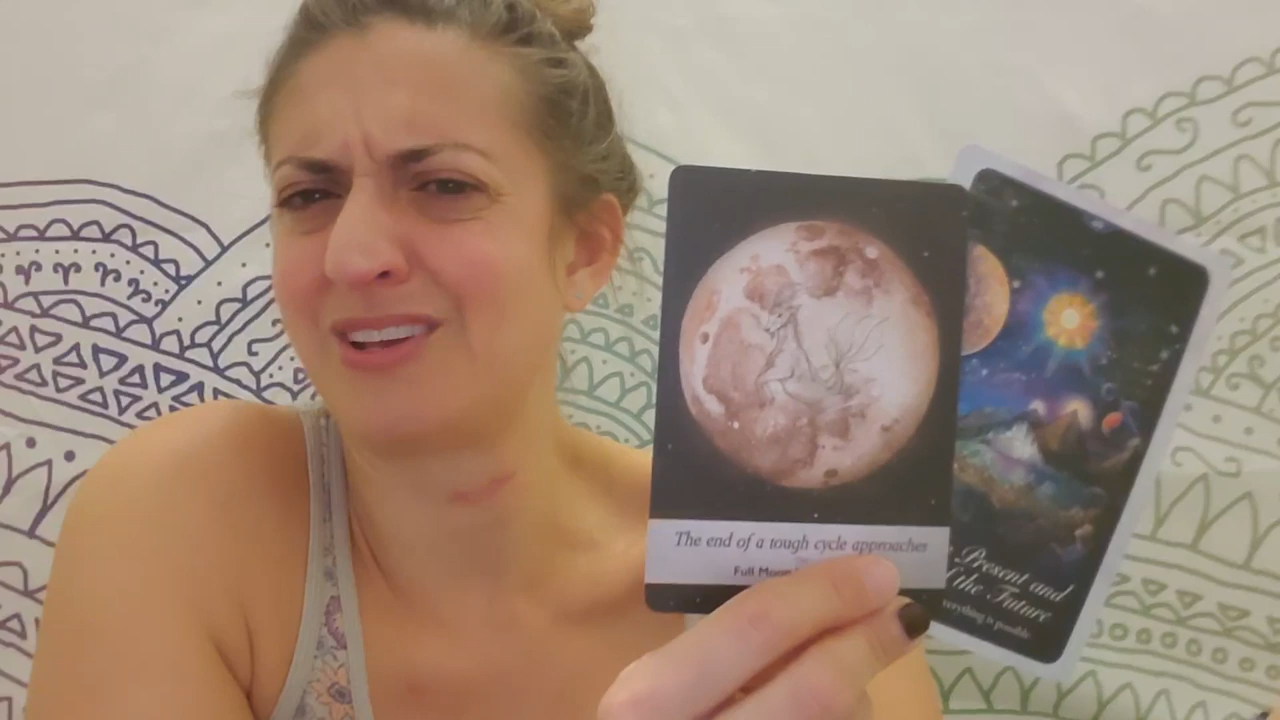 The end of a tough cycle approaches
Full Moon
Present and
the Future
everything is possible